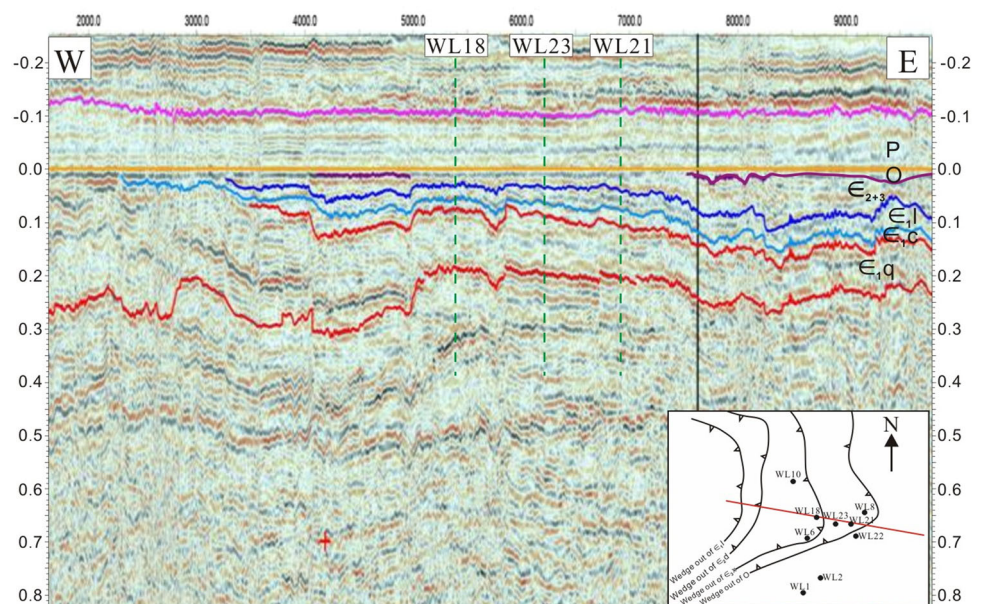 2000.0 3000.0 4000.0 5000.0 6000.0 7000.0 8000.0 9000.0
W WL18 WL23 WL21 E
-0.2 -0.2
-0.1 -0.1
P
0.0 0.0
O
∈2+3
∈1l
0.1 0.1
∈1c
∈1q
0.2 0.2
0.3 0.3
0.4 0.4
0.5 0.5
0.6 0.6
0.7 0.7
0.8 0.8
N
WL10
WL18
WL23
WL8
WL21
WL6
WL22
WL2
WL1
Wedge out of ∈1l
Wedge out of ∈2d
Wedge out of
Wedge out of O